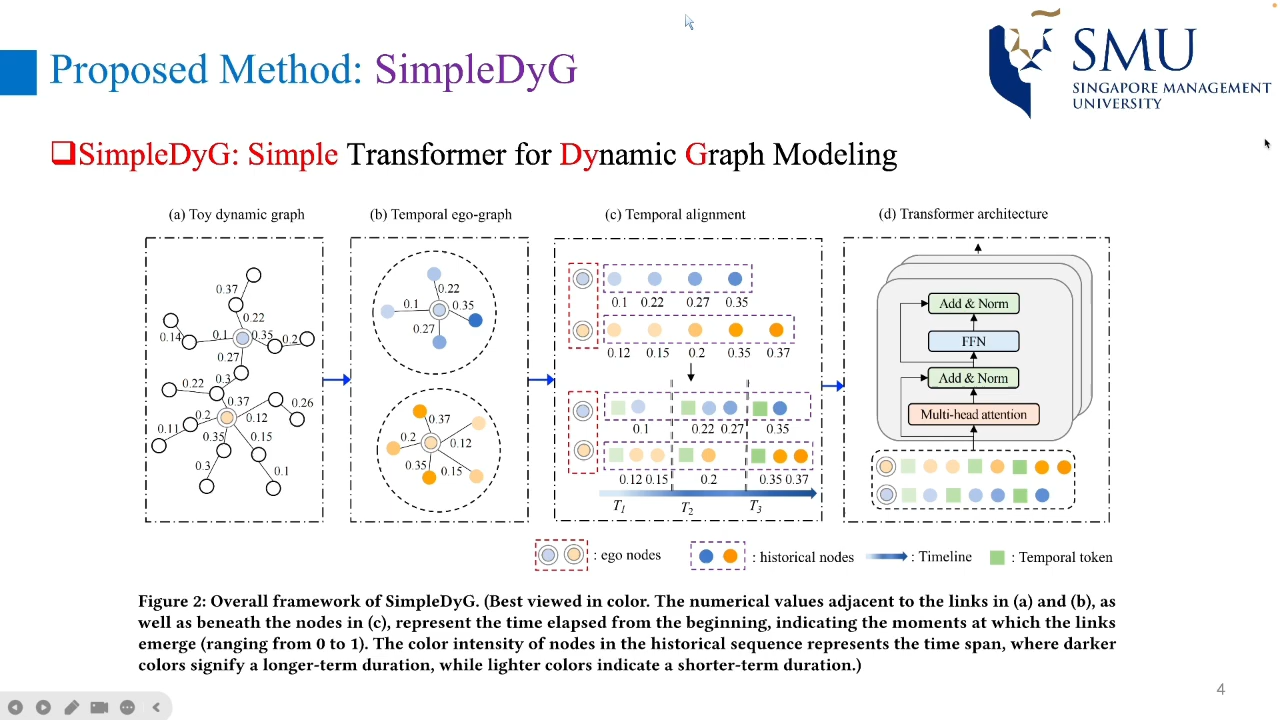 Proposed Method: SimpleDyG
SMU
SINGAPORE MANAGEMENT
UNIVERSITY
SimpleDyG: Simple Transformer for Dynamic Graph Modeling
(a) Toy dynamic graph
(b) Temporal ego-graph
(c) Temporal alignment
(d) Transformer architecture
0.37
0.22
0.14
0.1
0.35
0.2
0.27
0.3
0.22
0.37
0.26
0.2
0.12
0.11
0.35
0.15
0.3
0.1
0.22
0.1
0.35
0.27
0.37
0.2
0.12
0.35
0.15
0.1 0.22 0.27 0.35
0.12 0.15 0.2 0.35 0.37
0.1 0.22 0.27 0.35
0.12 0.15 0.2 0.35 0.37
T1 T2 T3
Add & Norm
FFN
Add & Norm
Multi-head attention
: ego nodes
: historical nodes
: Timeline
: Temporal token
Figure 2: Overall framework of SimpleDyG. (Best viewed in color. The numerical values adjacent to the links in (a) and (b), as
well as beneath the nodes in (c), represent the time elapsed from the beginning, indicating the moments at which the links
emerge (ranging from 0 to 1). The color intensity of nodes in the historical sequence represents the time span, where darker
colors signify a longer-term duration, while lighter colors indicate a shorter-term duration.)
4